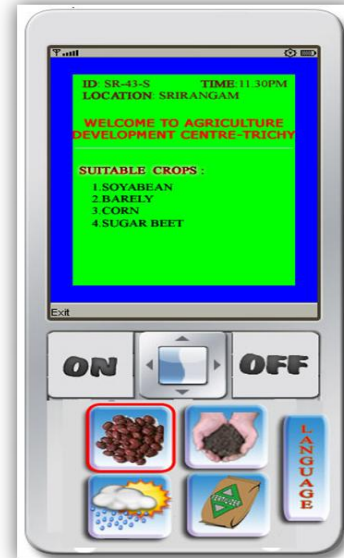 ID: SR-43-S TIME:11.30PM
LOCATION: SRIRANGAM
WELCOME TO AGRICULTURE
DEVELOPMENT CENTRE-TRICHY
SUITABLE CROPS :
1.SOYABEAN
2.BARELY
3.CORN
4.SUGAR BEET
Exit
ON
OFF
LANGUAGE
FERTILIZER